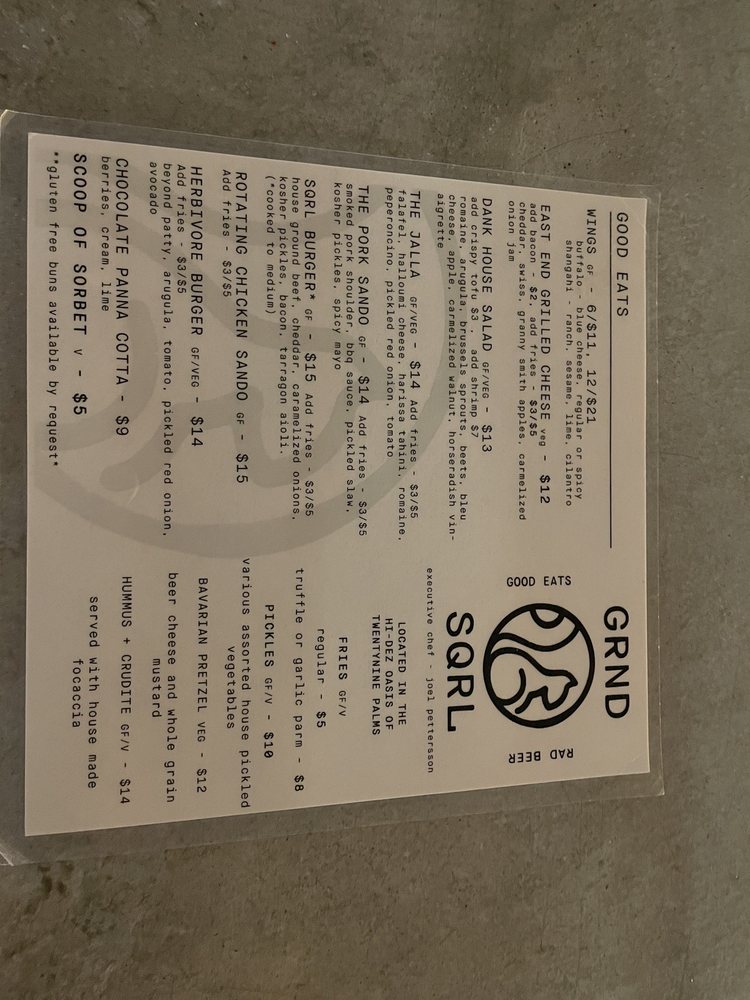 GOOD EATS
WINGS GF - 6/$11, 12/$21
buffalo - blue cheese, regular or spicy
shangahi - ranch, sesame, lime, cilantro
EAST END GRILLED CHEESE veg - $12
add bacon - $2, add fries - $3/$5
cheddar, swiss, granny smith apples, carmelized
onion jam
DANK HOUSE SALAD GF/VEG - $13
add crispy tofu $3 add shrimp $7
romaine, arugula, brussels sprouts, beets, bleu
cheese, apple, carmelized walnut, horseradish vin-
aigrette
THE JALLA GF/VEG - $14 Add fries - $3/$5
falafel, halloumi cheese, harissa tahini, romaine,
peperoncino, pickled red onion, tomato
THE PORK SANDO GF - $14 Add fries - $3/$5
smoked pork shoulder, bbq sauce, pickled slaw,
kosher pickles, spicy mayo
SQRL BURGER* GF - $15 Add fries - $3/$5
house ground beef, cheddar, caramelized onions,
kosher pickles, bacon, tarragon aioli.
(*cooked to medium)
ROTATING CHICKEN SANDO GF - $15
Add fries - $3/$5
HERBIVORE BURGER GF/VEG - $14
Add fries - $3/$5
beyond patty, arugula, tomato, pickled red onion,
avocado
CHOCOLATE PANNA COTTA - $9
berries, cream, lime
SCOOP OF SORBET V - $5
**gluten free buns available by request*
GRND
GOOD EATS
RAD BEER
SQRL
executive chef - joel pettersson
LOCATED IN THE
HI-DEZ OASIS OF
TWENTYNINE PALMS
FRIES GF/V
regular - $5
truffle or garlic parm - $8
PICKLES GF/V - $10
various assorted house pickled
vegetables
BAVARIAN PRETZEL VEG - $12
beer cheese and whole grain
mustard
HUMMUS + CRUDITE GF/V - $14
served with house made
focaccia